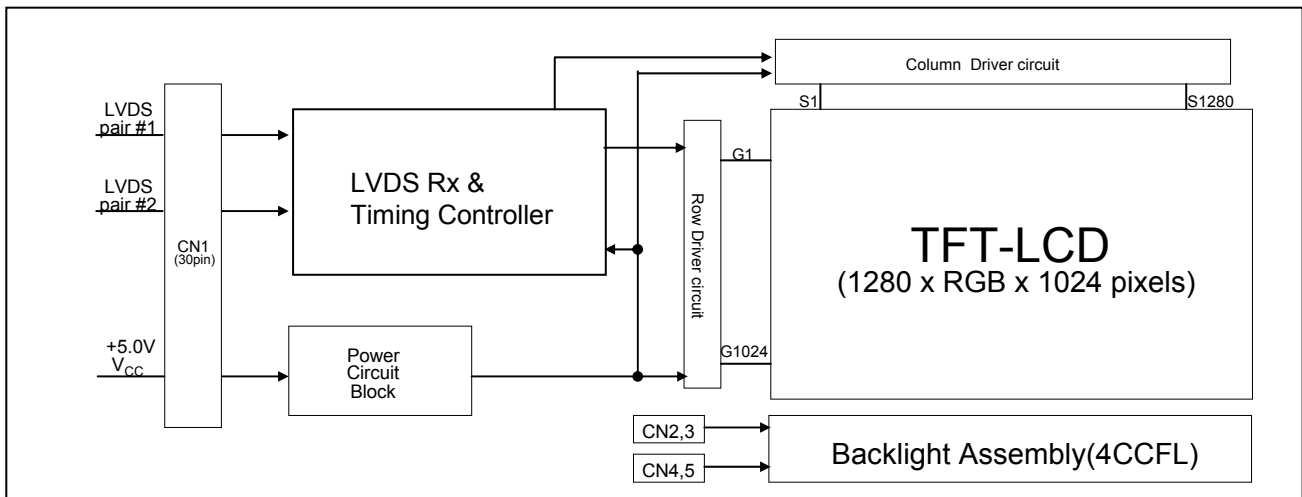 Column Driver circuit
S1
S1280
LVDS
pair #1
LVDS
pair #2
CN1
(30pin)
LVDS Rx &
Timing Controller
G1
Row Driver circuit
G1024
TFT-LCD
(1280 x RGB x 1024 pixels)
+5.0V
VCC
Power
Circuit
Block
CN2,3
CN4,5
Backlight Assembly(4CCFL)